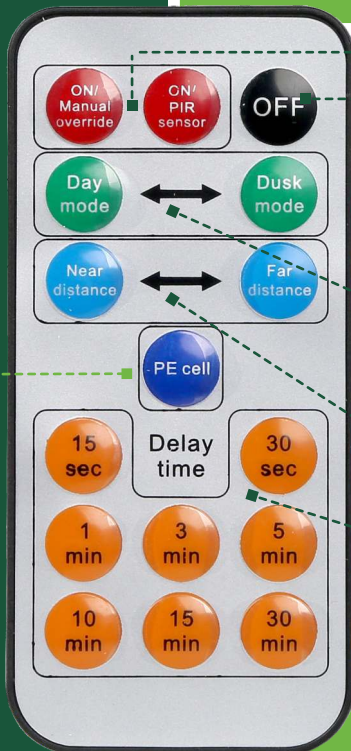 ON/
Manual
override
ON/
PIR
sensor
OFF
Day
mode
Dusk
mode
Near
distance
Far
distance
PE cell
15
sec
Delay
time
30
sec
1
min
3
min
5
min
10
min
15
min
30
min